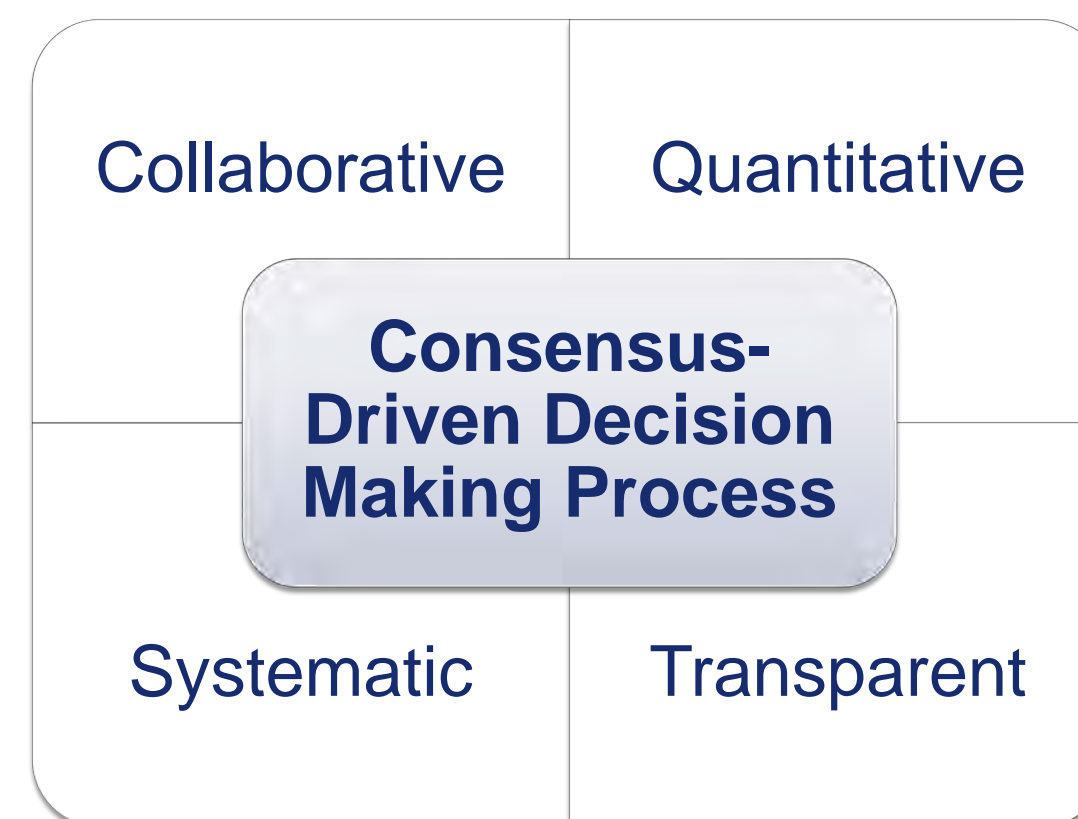 Collaborative
Quantitative
Consensus-
Driven Decision
Making Process
Systematic
Transparent